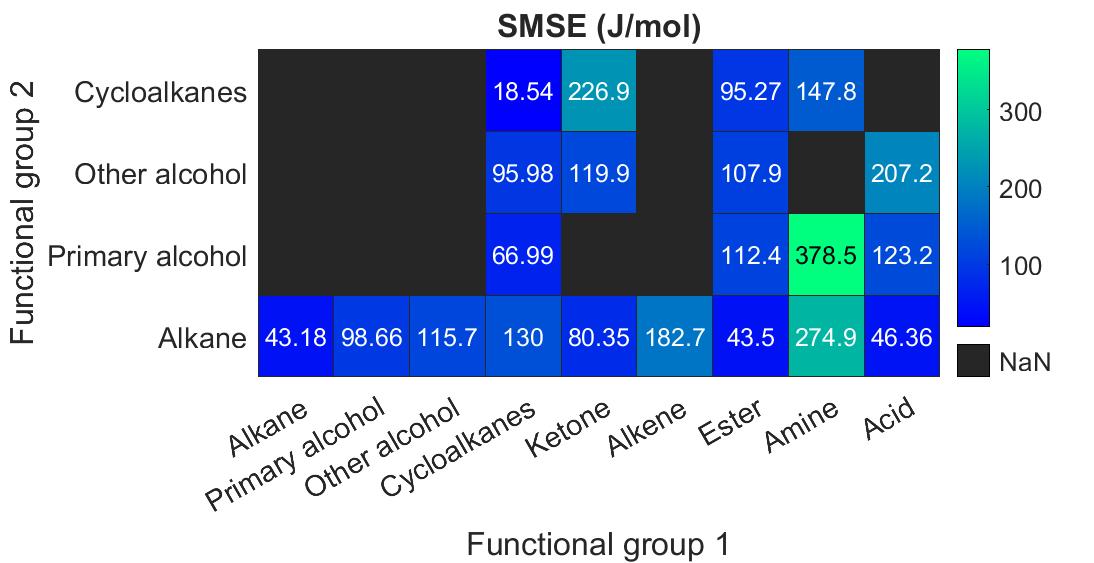 SMSE (J/mol)
Functional group 2
Cycloalkanes 18.54 226.9 95.27 147.8
Other alcohol 95.98 119.9 107.9 207.2
Primary alcohol 66.99 112.4 378.5 123.2
Alkane 43.18 98.66 115.7 130 80.35 182.7 43.5 274.9 46.36
300
200
100
NaN
Alkane Primary alcohol Other alcohol Cycloalkanes Ketone Alkene Ester Amine Acid
Functional group 1